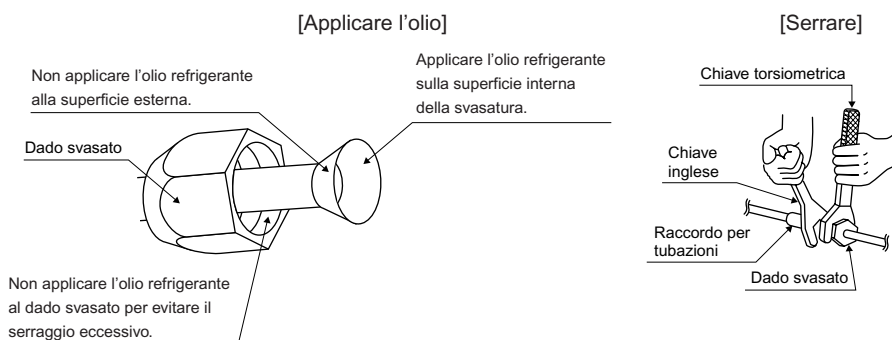 [Applicare l’olio]
Non applicare l’olio refrigerante
alla superficie esterna.
Applicare l’olio refrigerante
sulla superficie interna
della svasatura.
Dado svasato
Non applicare l’olio refrigerante
al dado svasato per evitare il
serraggio eccessivo.
[Serrare]
Chiave torsiometrica
Chiave
inglese
Raccordo per
tubazioni
Dado svasato